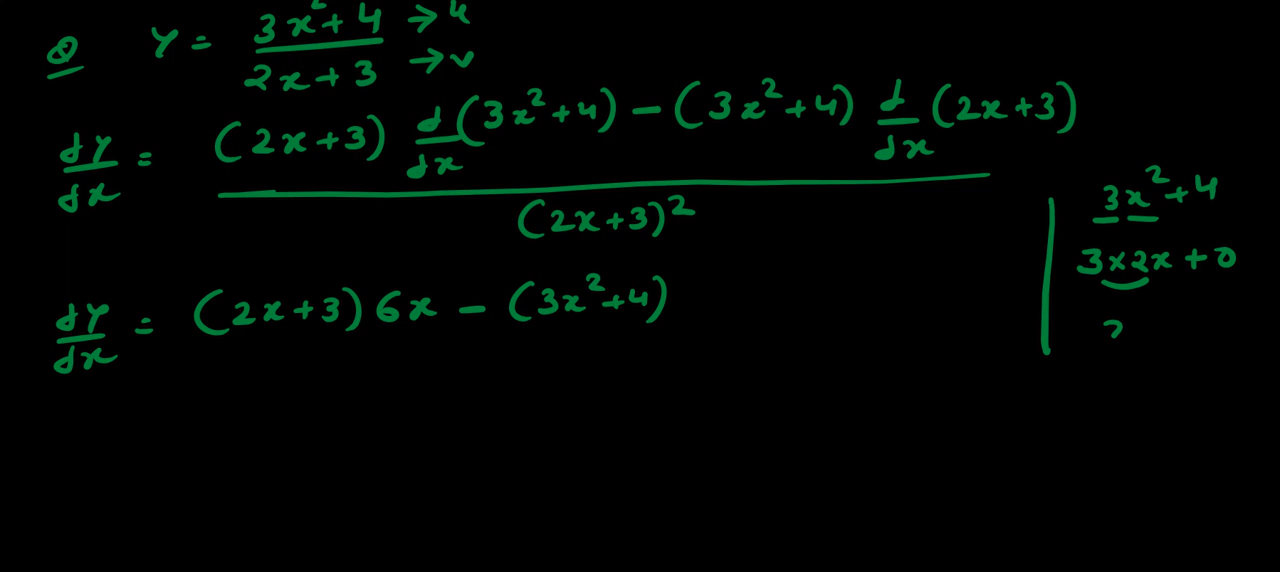 Q Y = (3x²+4)/(2x+3) → u → v
dY/dx = ((2x+3) d/dx (3x²+4) - (3x²+4) d/dx (2x+3))/(2x+3)²
3x²+4
3×2x+0
dY/dx = (2x+3) 6x - (3x²+4)